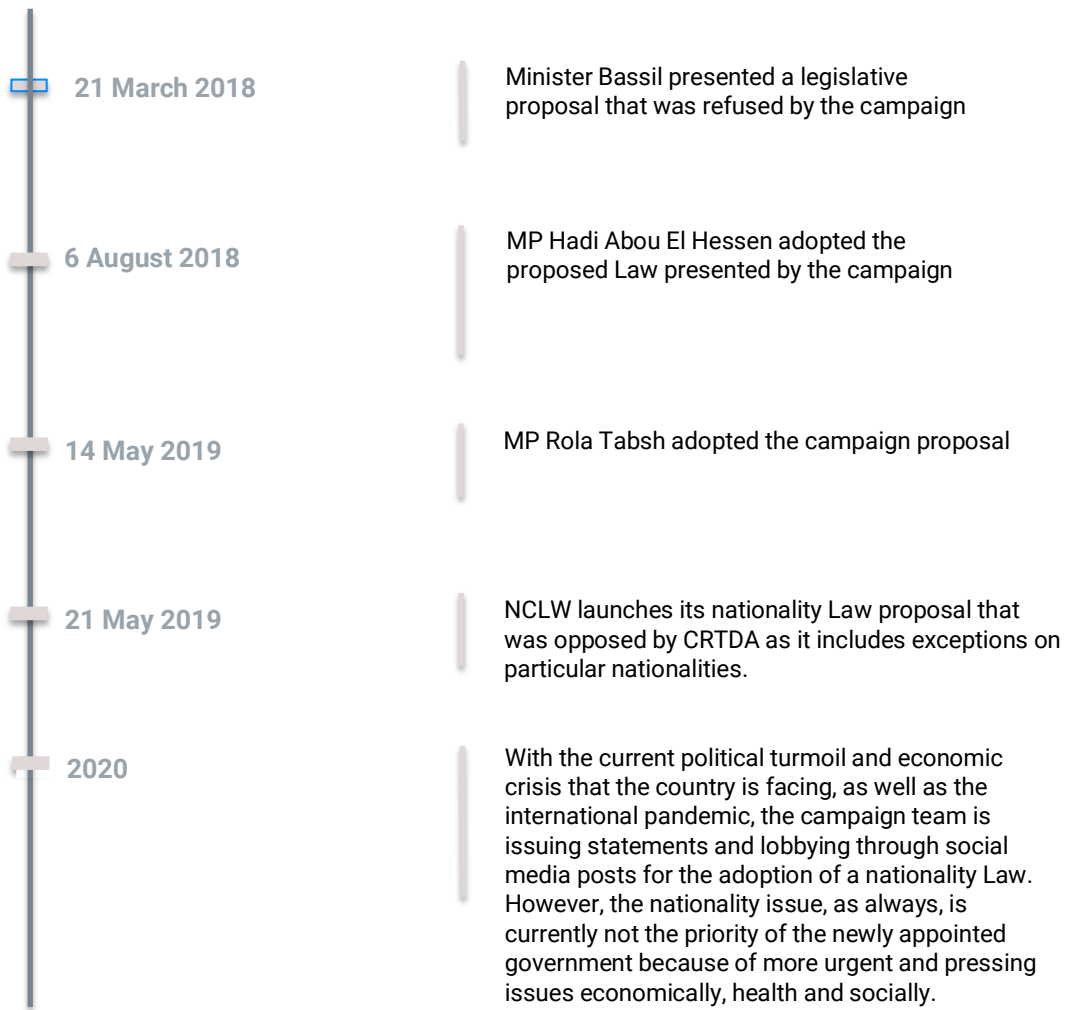 21 March 2018
Minister Bassil presented a legislative
proposal that was refused by the campaign
6 August 2018
MP Hadi Abou El Hessen adopted the
proposed Law presented by the campaign
14 May 2019
MP Rola Tabsh adopted the campaign proposal
21 May 2019
NCLW launches its nationality Law proposal that
was opposed by CRTDA as it includes exceptions on
particular nationalities.
2020
With the current political turmoil and economic
crisis that the country is facing, as well as the
international pandemic, the campaign team is
issuing statements and lobbying through social
media posts for the adoption of a nationality Law.
However, the nationality issue, as always, is
currently not the priority of the newly appointed
government because of more urgent and pressing
issues economically, health and socially.